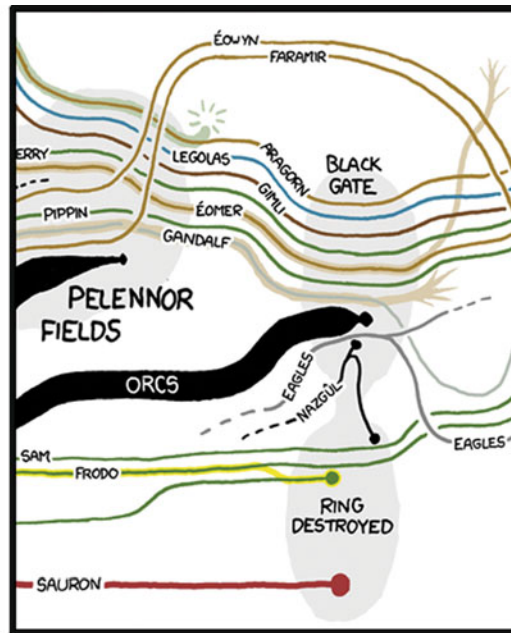 ÉOWYN
FARAMIR
ARAGORN
LEGOLAS
BLACK
GATE
GIMLI
ERRY
ÉOMER
PIPPIN
GANDALF
PELENNOR
FIELDS
ORCS
EAGLES
NAZGÛL
EAGLES
SAM
FRODO
RING
DESTROYED
SAURON